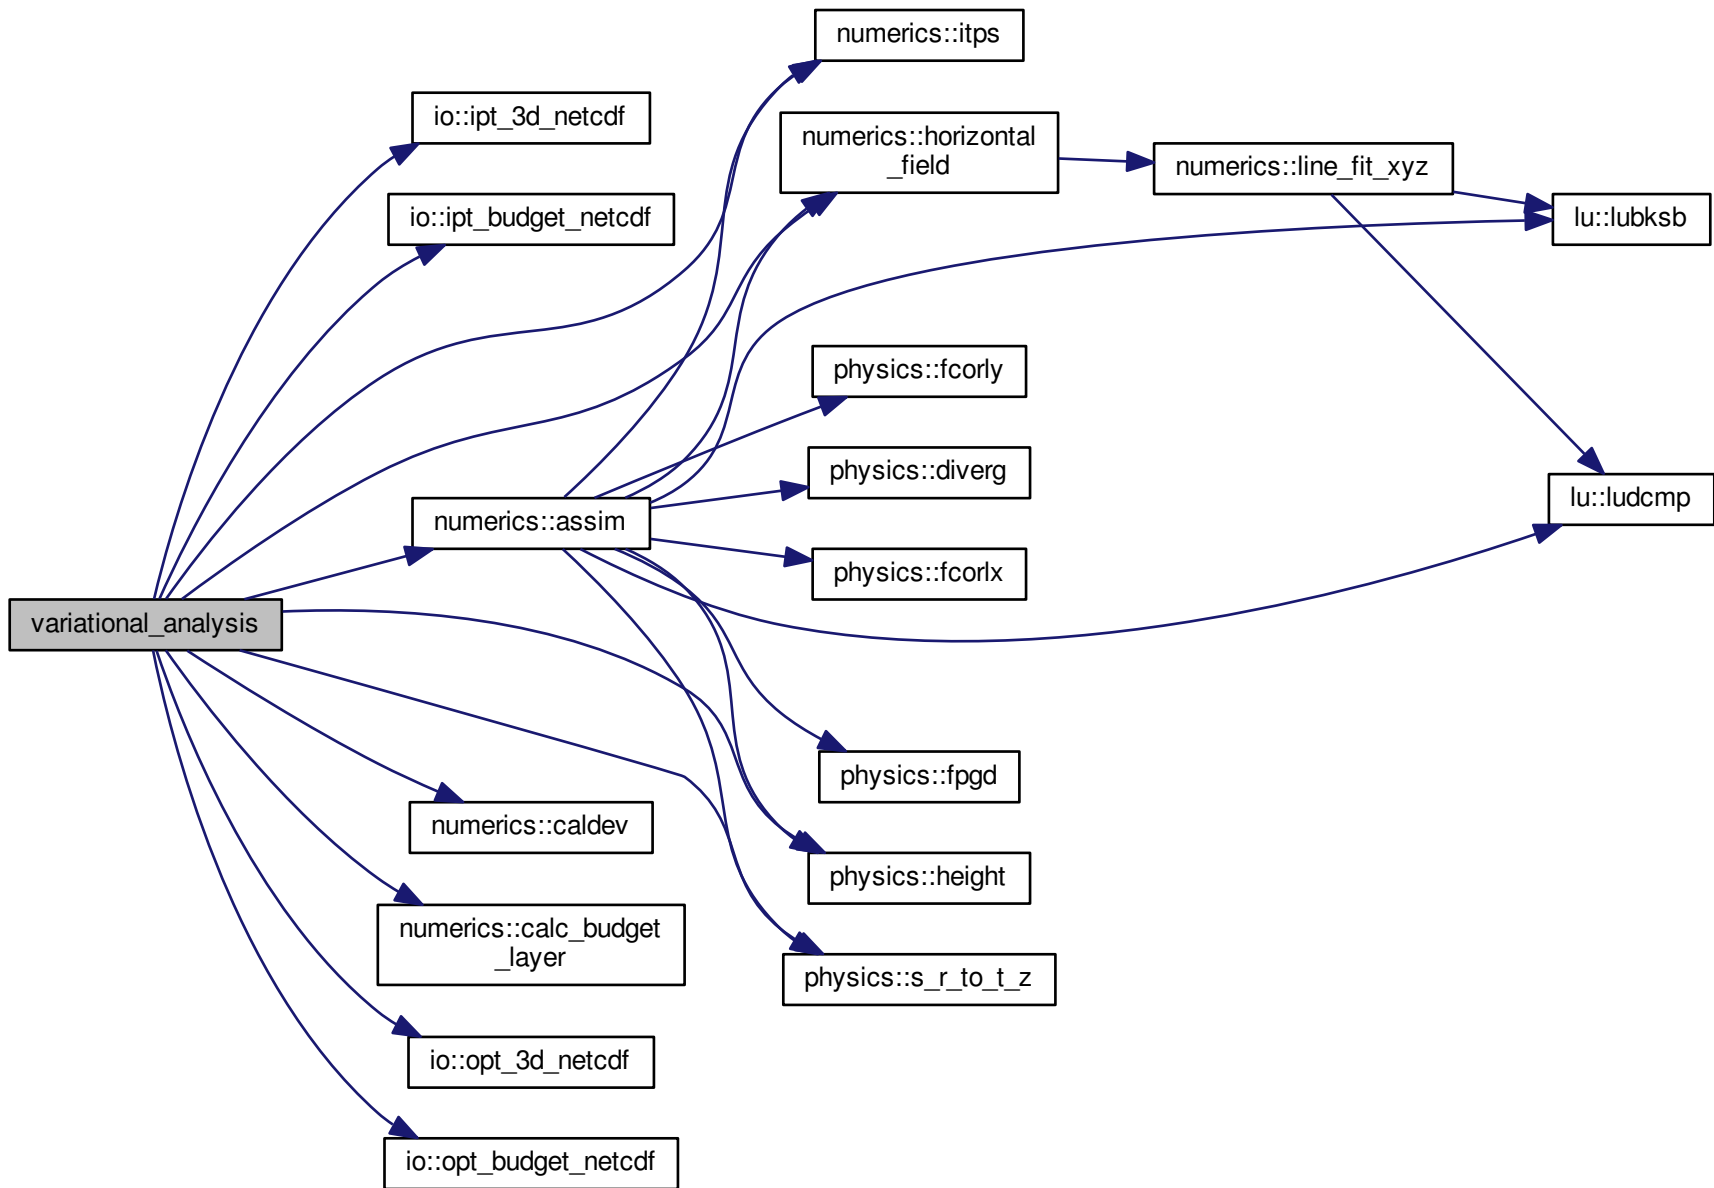 numerics::itps
io::ipt_3d_netcdf
numerics::horizontal
_field
numerics::line_fit_xyz
io::ipt_budget_netcdf
lu::lubksb
physics::fcorly
physics::diverg
numerics::assim
lu::ludcmp
physics::fcorlx
variational_analysis
physics::fpgd
numerics::caldev
physics::height
numerics::calc_budget
_layer
physics::s_r_to_t_z
io::opt_3d_netcdf
io::opt_budget_netcdf